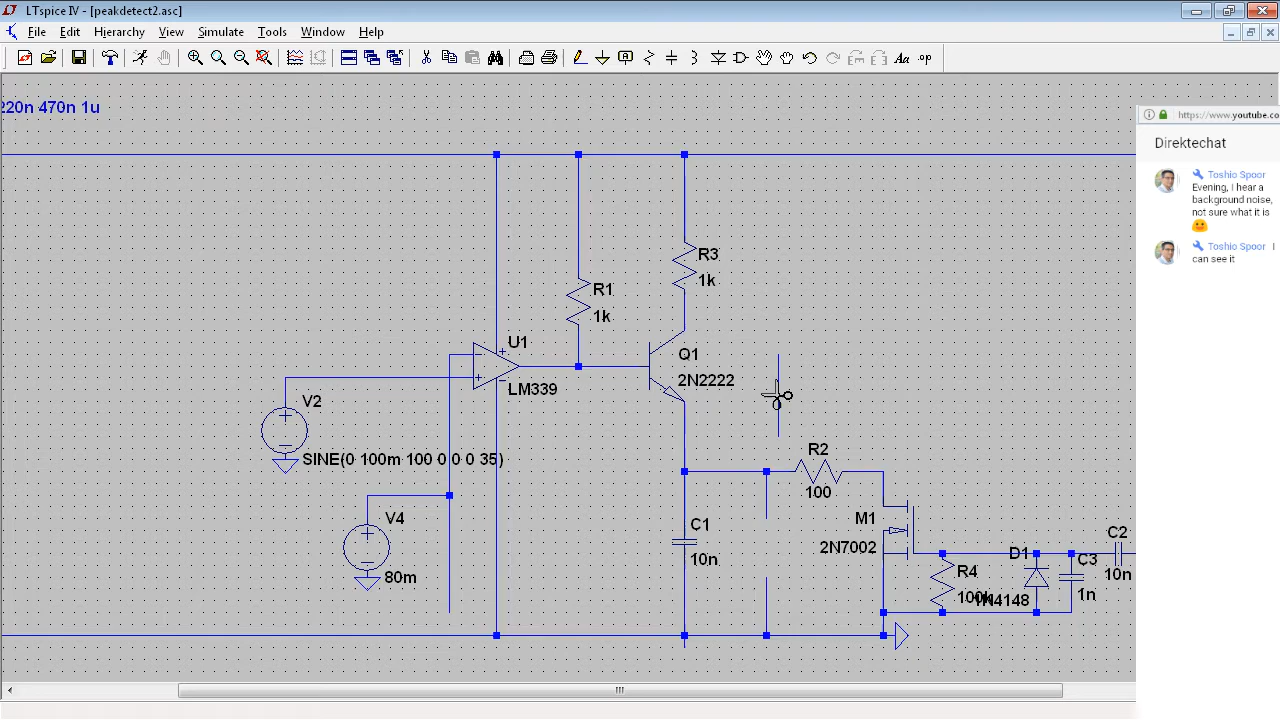 LTspice IV - [peakdetect2.asc]
File Edit Hierarchy View Simulate Tools Window Help
Aa .op
220n 470n 1u
https://www.youtube.co
Direktechat
Toshio Spoor
Evening, I hear a
background noise,
not sure what it is
Toshio Spoor I
can see it
R3
1k
R1
1k
U1
LM339
Q1
2N2222
V2
SINE(0 100m 100 0 0 0 35)
R2
100
V4
80m
C1
10n
M1
2N7002
R4
100k
D1
1N4148
C3
1n
C2
10n